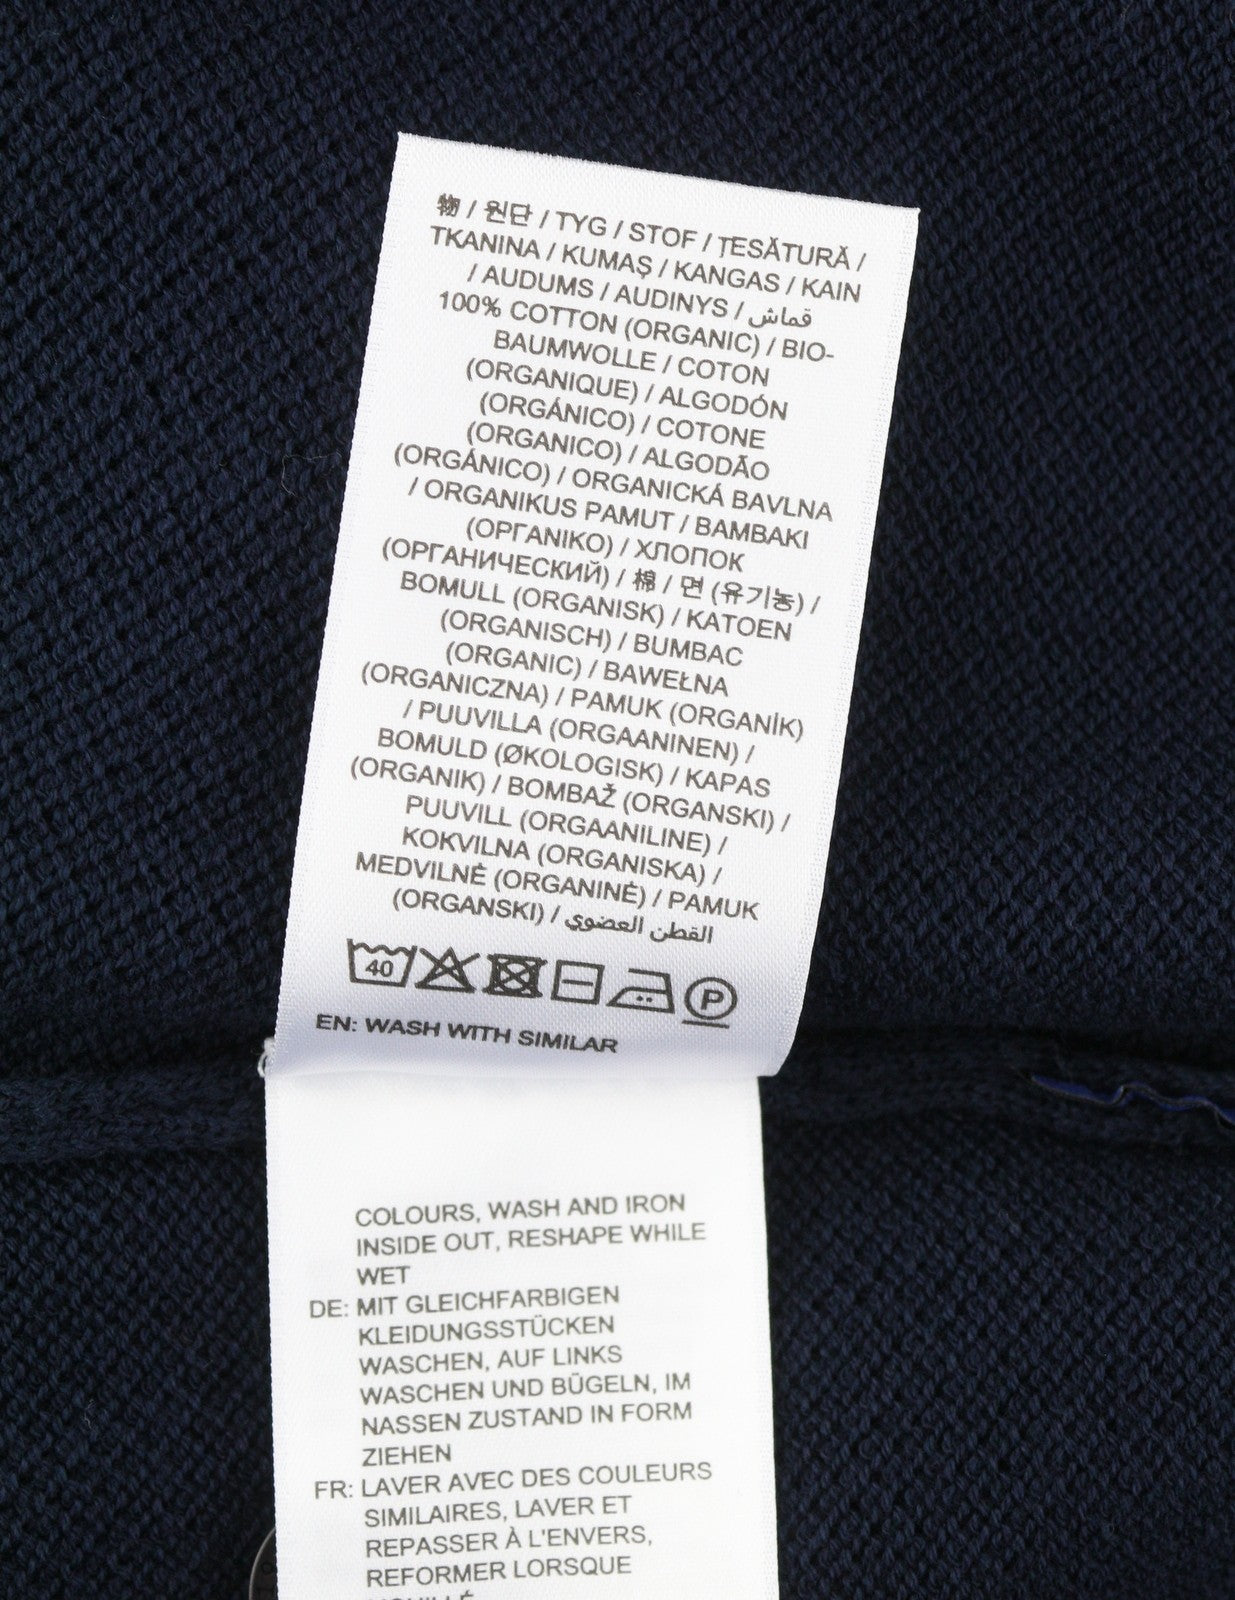 物 / 원단 / TYG / STOF / ȚESĂTURĂ /
TKANINA / KUMAŞ / KANGAS / KAIN
/ AUDUMS / AUDINYS / قماش
100% COTTON (ORGANIC) / BIO-
BAUMWOLLE / COTON
(ORGANIQUE) / ALGODÓN
(ORGÁNICO) / COTONE
(ORGANICO) / ALGODÃO
(ORGÁNICO) / ORGANICKÁ BAVLNA
/ ORGANIKUS PAMUT / BAMBAKI
(ΟΡΓΑΝΙΚΟ) / ХЛОПОК
(ОРГАНИЧЕСКИЙ) / 棉 / 면 (유기농) /
BOMULL (ORGANISK) / KATOEN
(ORGANISCH) / BUMBAC
(ORGANIC) / BAWEŁNA
(ORGANICZNA) / PAMUK (ORGANİK)
/ PUUVILLA (ORGAANINEN) /
BOMULD (ØKOLOGISK) / KAPAS
(ORGANIK) / BOMBAŽ (ORGANSKI) /
PUUVILL (ORGAANILINE) /
KOKVILNA (ORGANISKA) /
MEDVILNĖ (ORGANINĖ) / PAMUK
(ORGANSKI) / القطن العضوي
40 P
EN: WASH WITH SIMILAR
COLOURS, WASH AND IRON
INSIDE OUT, RESHAPE WHILE
WET
DE: MIT GLEICHFARBIGEN
KLEIDUNGSSTÜCKEN
WASCHEN, AUF LINKS
WASCHEN UND BÜGELN, IM
NASSEN ZUSTAND IN FORM
ZIEHEN
FR: LAVER AVEC DES COULEURS
SIMILAIRES, LAVER ET
REPASSER À L'ENVERS,
REFORMER LORSQUE